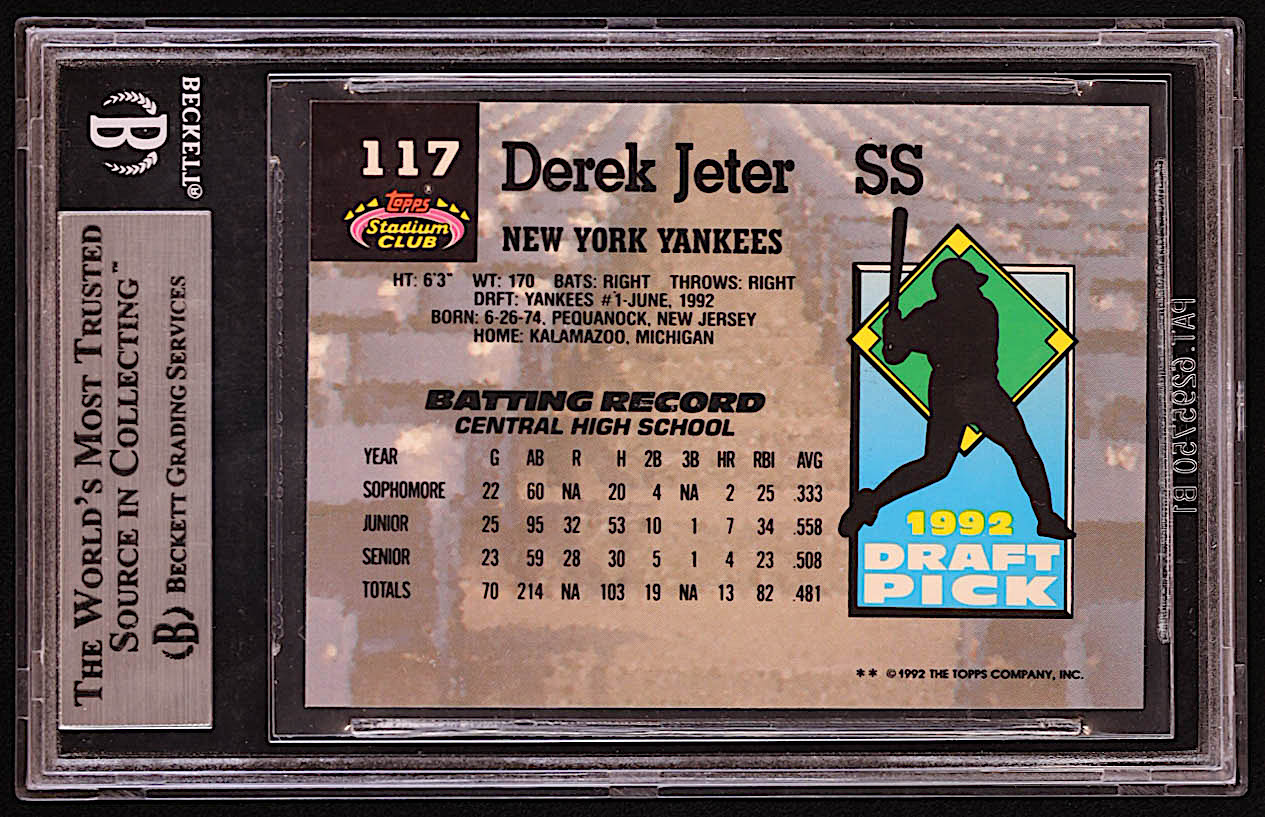 BECKETT®
B
THE WORLD'S MOST TRUSTED
SOURCE IN COLLECTING™
B BECKETT GRADING SERVICES
117
TOPPS®
Stadium
CLUB
Derek Jeter SS
NEW YORK YANKEES
HT: 6'3" WT: 170 BATS: RIGHT THROWS: RIGHT
DRFT: YANKEES #1-JUNE, 1992
BORN: 6-26-74, PEQUANOCK, NEW JERSEY
HOME: KALAMAZOO, MICHIGAN
BATTING RECORD
CENTRAL HIGH SCHOOL
YEAR G AB R H 2B 3B HR RBI AVG
SOPHOMORE 22 60 NA 20 4 NA 2 25 .333
JUNIOR 25 95 32 53 10 1 7 34 .558
SENIOR 23 59 28 30 5 1 4 23 .508
TOTALS 70 214 NA 103 19 NA 13 82 .481
1992
DRAFT
PICK
** ©1992 THE TOPPS COMPANY, INC.